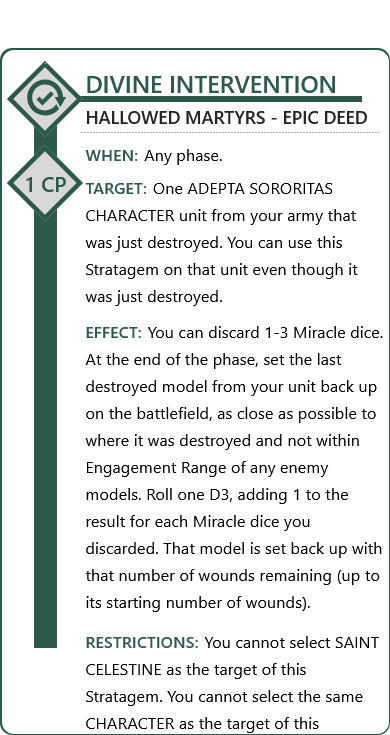 DIVINE INTERVENTION
HALLOWED MARTYRS - EPIC DEED
WHEN: Any phase.
1 CP
TARGET: One ADEPTA SORORITAS
CHARACTER unit from your army that
was just destroyed. You can use this
Stratagem on that unit even though it
was just destroyed.
EFFECT: You can discard 1-3 Miracle dice.
At the end of the phase, set the last
destroyed model from your unit back up
on the battlefield, as close as possible to
where it was destroyed and not within
Engagement Range of any enemy
models. Roll one D3, adding 1 to the
result for each Miracle dice you
discarded. That model is set back up with
that number of wounds remaining (up to
its starting number of wounds).
RESTRICTIONS: You cannot select SAINT
CELESTINE as the target of this
Stratagem. You cannot select the same
CHARACTER as the target of this